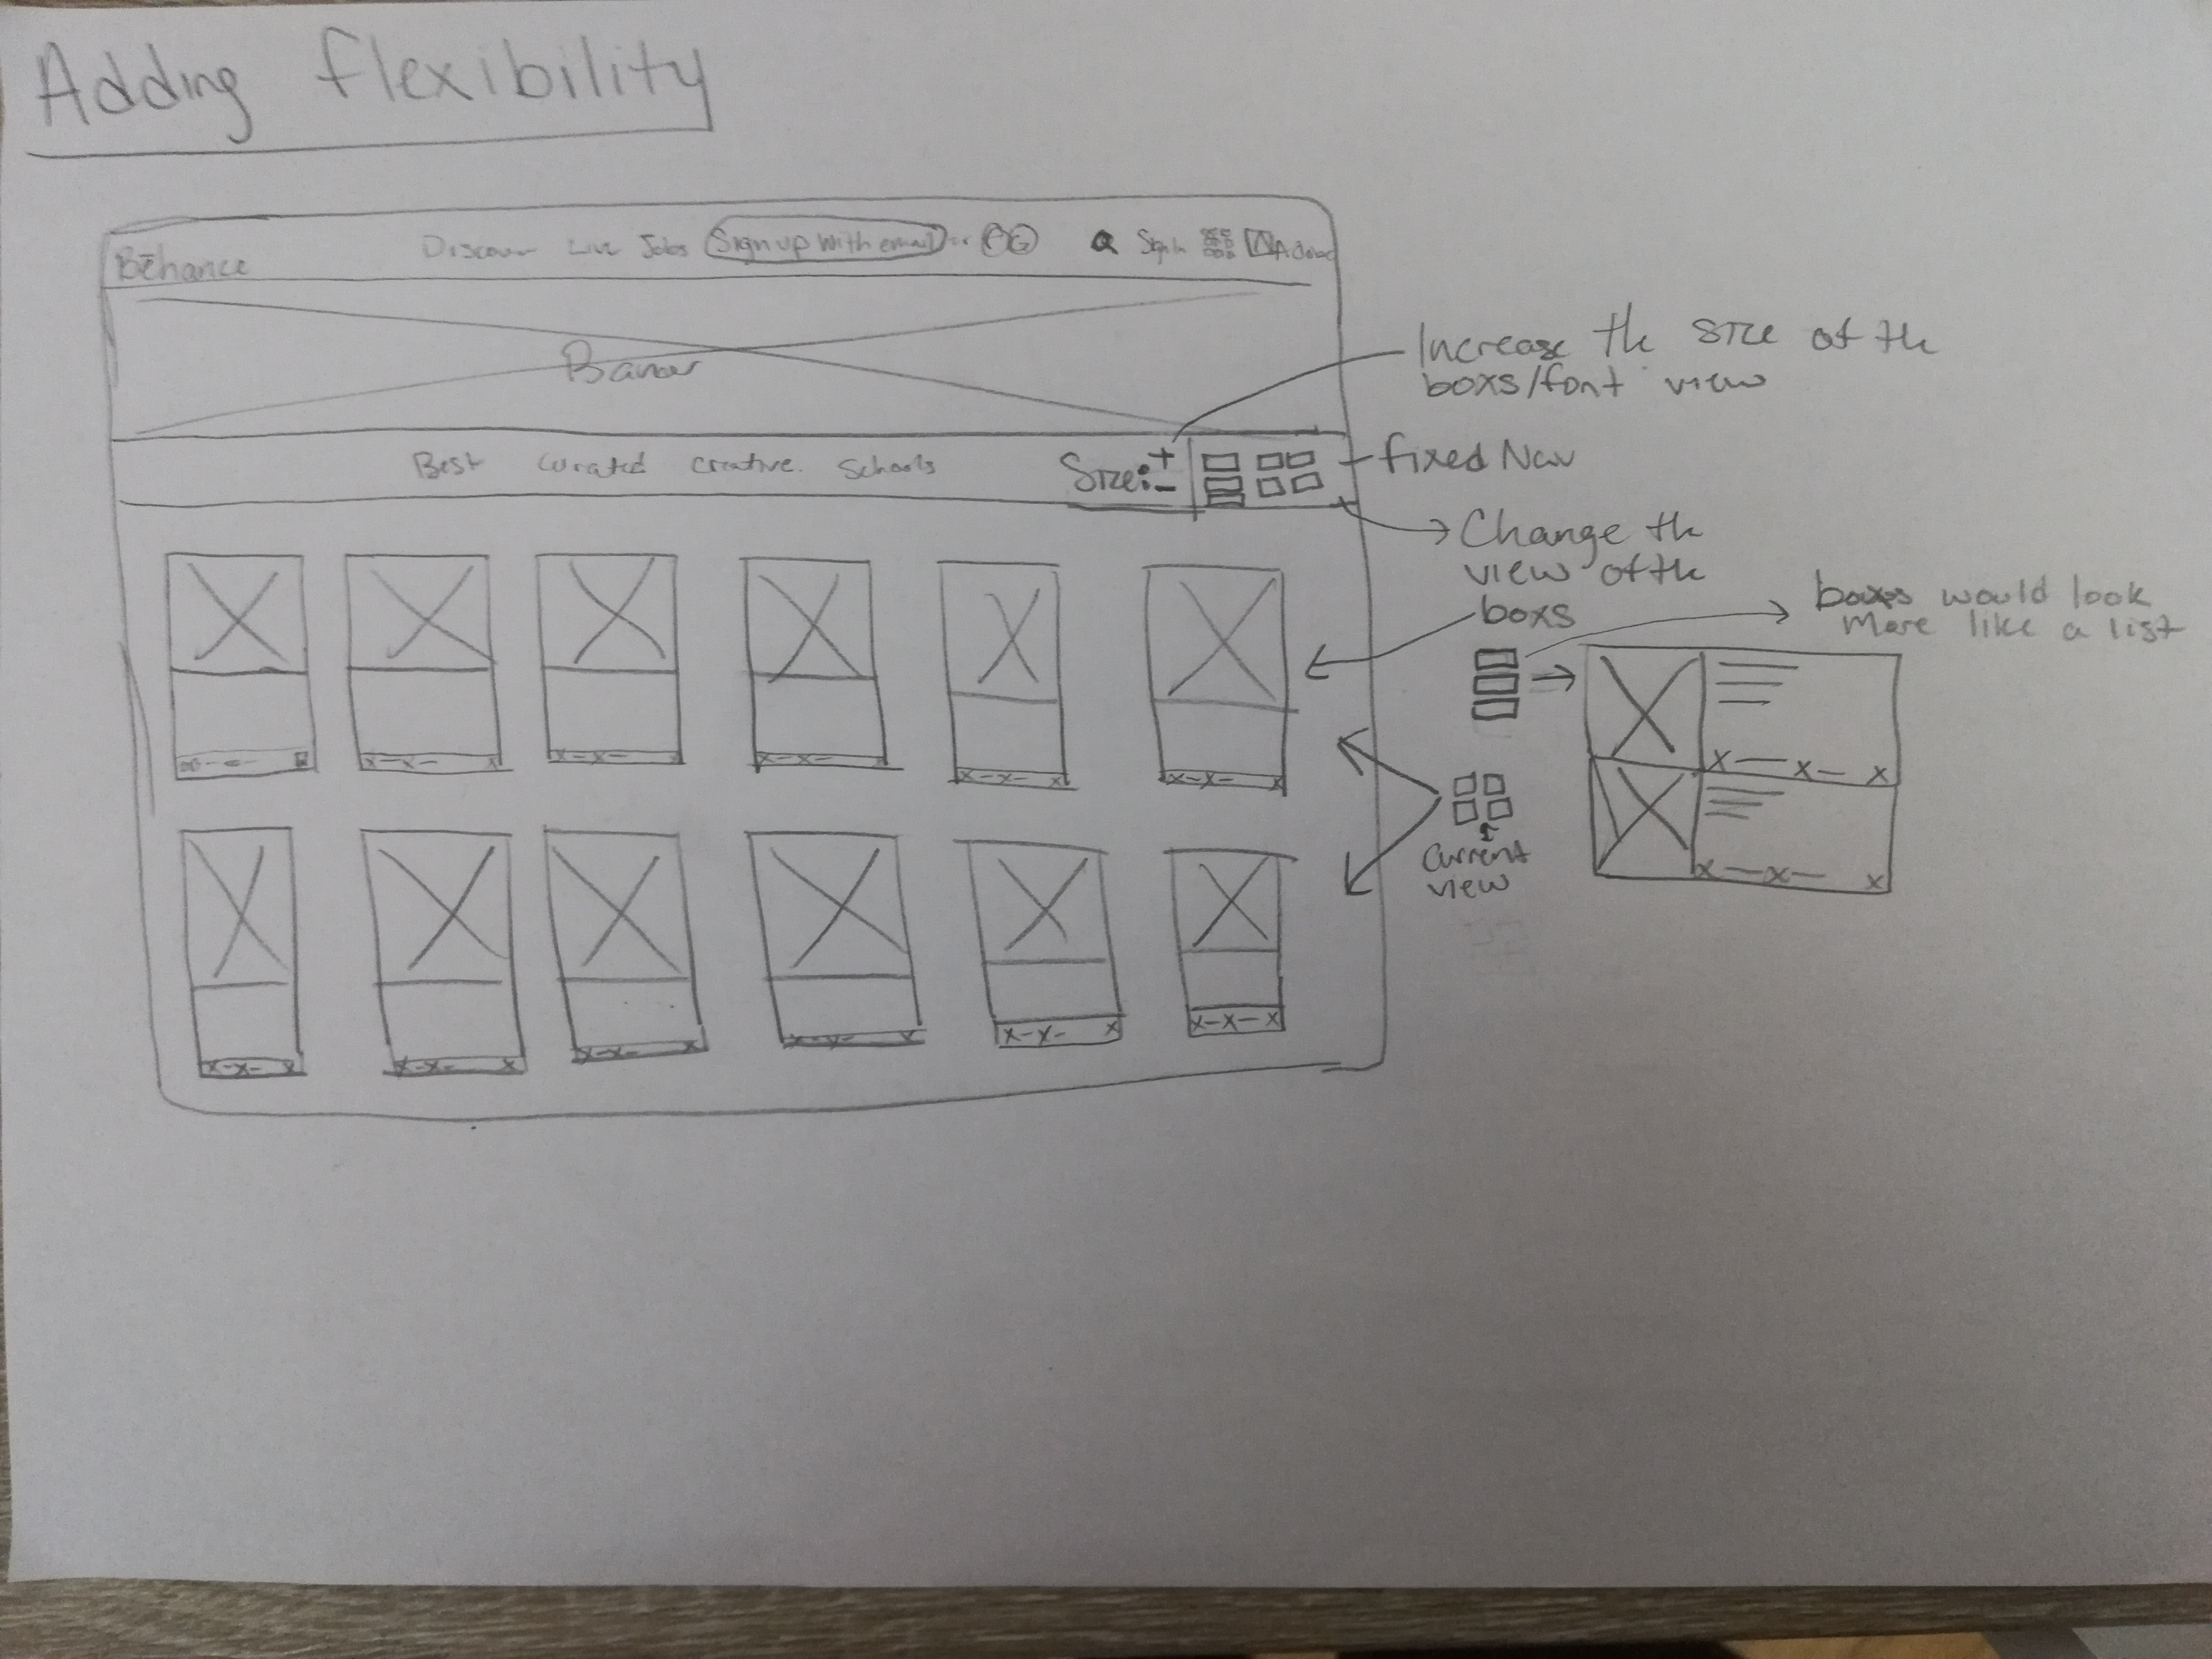 Adding flexibility
Bēhance Discover Live Jobs Sign up with email or G Sign In Adobe
Banner
Best curated creative. Schools Size: + -
Increase the size of the
boxs/font view
fixed Nav
Change the
view of the
boxs
boxes would look
More like a list
Current
view